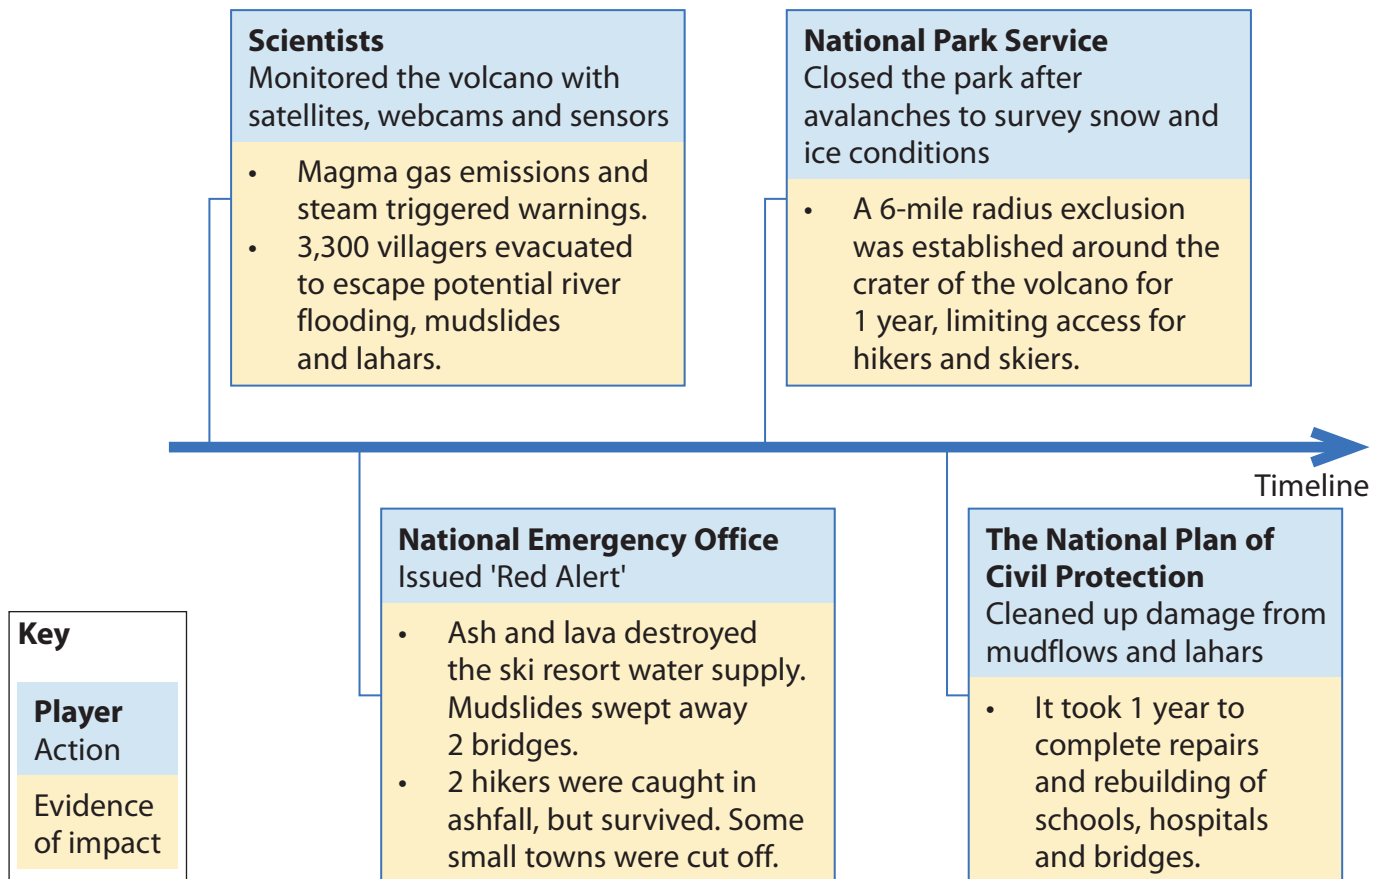 Scientists
Monitored the volcano with
satellites, webcams and sensors
• Magma gas emissions and
steam triggered warnings.
• 3,300 villagers evacuated
to escape potential river
flooding, mudslides
and lahars.
National Park Service
Closed the park after
avalanches to survey snow and
ice conditions
• A 6-mile radius exclusion
was established around the
crater of the volcano for
1 year, limiting access for
hikers and skiers.
Timeline
National Emergency Office
Issued 'Red Alert'
• Ash and lava destroyed
the ski resort water supply.
Mudslides swept away
2 bridges.
• 2 hikers were caught in
ashfall, but survived. Some
small towns were cut off.
The National Plan of
Civil Protection
Cleaned up damage from
mudflows and lahars
• It took 1 year to
complete repairs
and rebuilding of
schools, hospitals
and bridges.
Key
Player
Action
Evidence
of impact